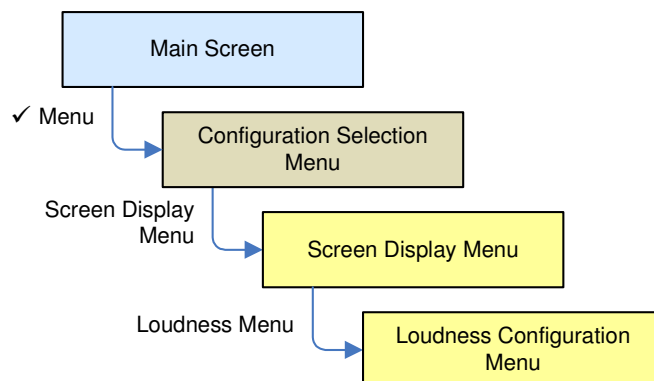 Main Screen
✓ Menu
Configuration Selection
Menu
Screen Display
Menu
Screen Display Menu
Loudness Menu
Loudness Configuration
Menu